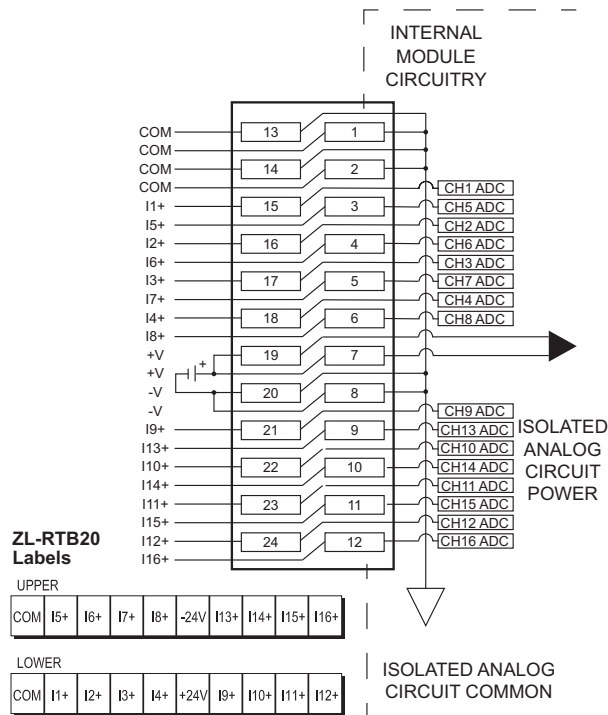 INTERNAL
MODULE
CIRCUITRY
COM
13
1
COM
COM
14
2
COM
CH1 ADC
I1+
15
3
CH5 ADC
I5+
CH2 ADC
I2+
16
4
CH6 ADC
I6+
CH3 ADC
I3+
17
5
CH7 ADC
I7+
CH4 ADC
I4+
18
6
CH8 ADC
I8+
+V
19
7
+V
+
-V
20
8
-V
CH9 ADC
I9+
21
9
CH13 ADC
I13+
CH10 ADC
I10+
22
10
CH14 ADC
I14+
CH11 ADC
I11+
23
11
CH15 ADC
I15+
CH12 ADC
I12+
24
12
CH16 ADC
I16+
ISOLATED
ANALOG
CIRCUIT
POWER
ZL-RTB20
Labels
UPPER
COM I5+ I6+ I7+ I8+ -24V I13+ I14+ I15+ I16+
LOWER
COM I1+ I2+ I3+ I4+ +24V I9+ I10+ I11+ I12+
ISOLATED ANALOG
CIRCUIT COMMON